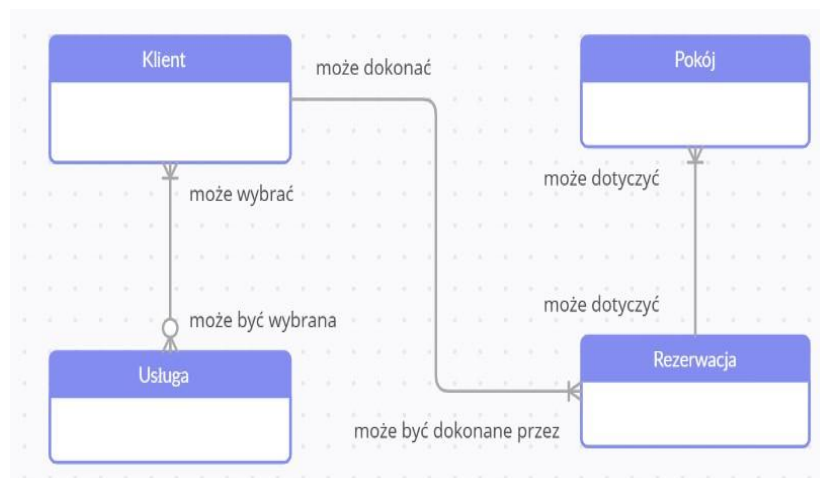 Klient
może dokonać
Pokój
może wybrać
może dotyczyć
może być wybrana
może dotyczyć
Usługa
Rezerwacja
może być dokonane przez